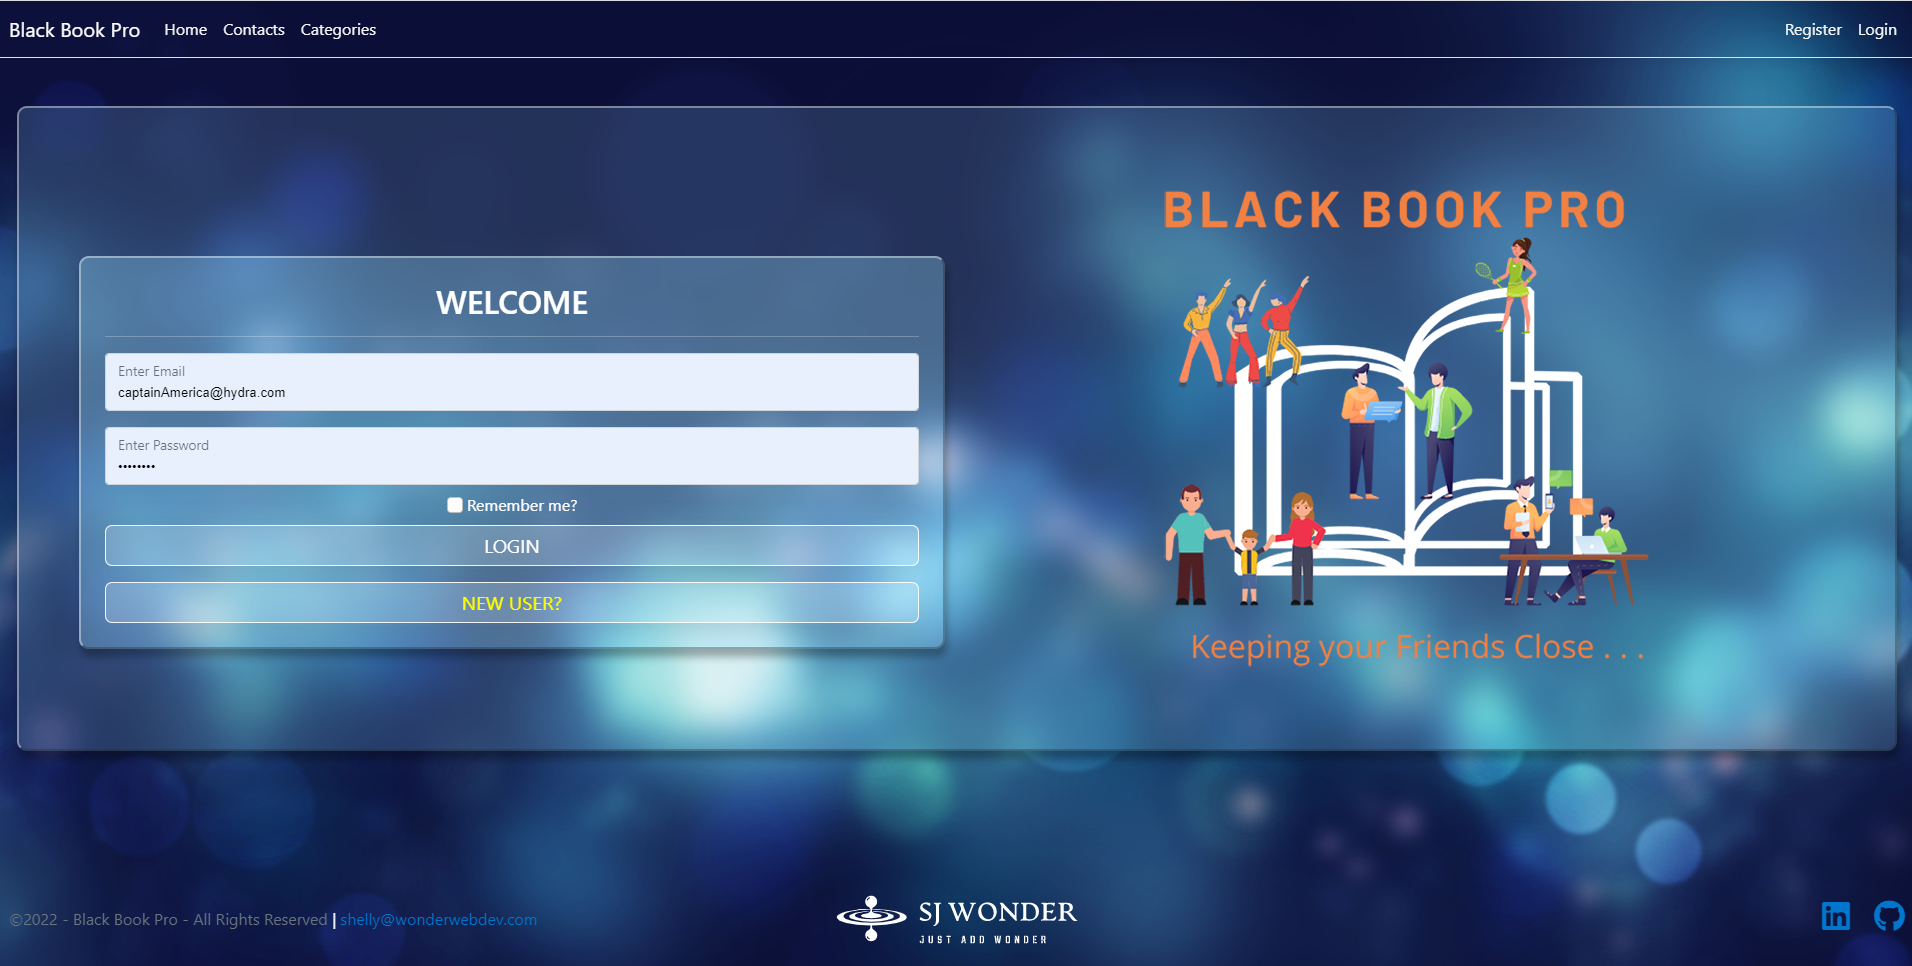 Black Book Pro Home Contacts Categories Register Login
WELCOME
Enter Email
captainAmerica@hydra.com
Enter Password
••••••••
Remember me?
LOGIN
NEW USER?
BLACK BOOK PRO
Keeping your Friends Close . . .
©2022 - Black Book Pro - All Rights Reserved | shelly@wonderwebdev.com
SJ WONDER
JUST ADD WONDER
in